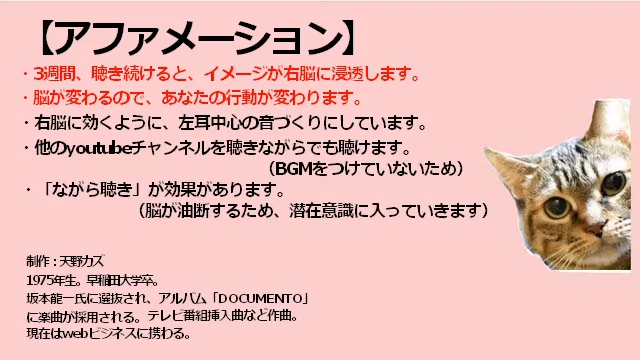 【アファメーション】
・3週間、聴き続けると、イメージが右脳に浸透します。
・脳が変わるので、あなたの行動が変わります。
・右脳に効くように、左耳中心の音づくりにしています。
・他のyoutubeチャンネルを聴きながらでも聴けます。
（BGMをつけていないため）
・「ながら聴き」が効果があります。
（脳が油断するため、潜在意識に入っていきます）
制作：天野カズ
1975年生。早稲田大学卒。
坂本龍一氏に選抜され、アルバム「DOCUMENTO」
に楽曲が採用される。テレビ番組挿入曲など作曲。
現在はwebビジネスに携わる。